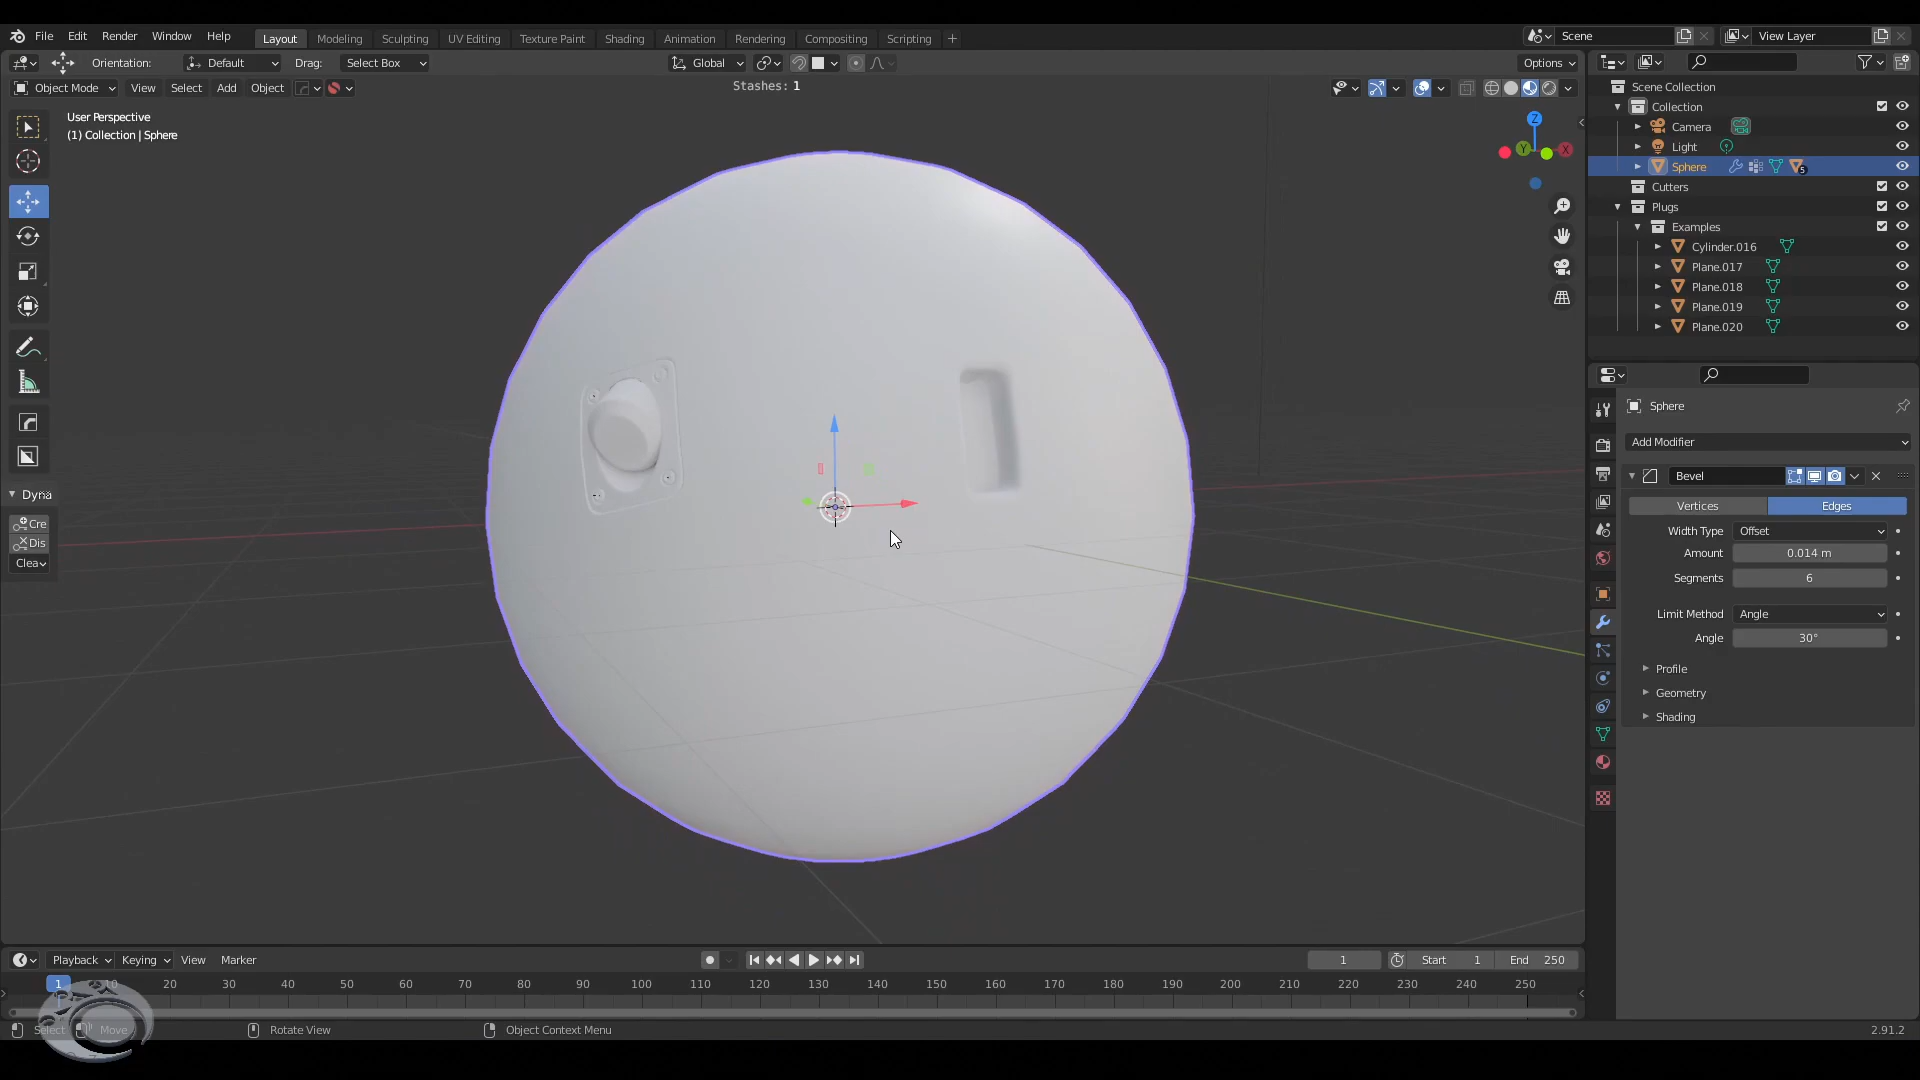 File Edit Render Window Help Layout Modeling Sculpting UV Editing Texture Paint Shading Animation Rendering Compositing Scripting Scene View Layer
Orientation: Default Drag: Select Box Global Options
Object Mode View Select Add Object Stashes: 1
User Perspective
(1) Collection | Sphere
Z
Y
X
Dyna
Cre
Dis
Clea
Scene Collection
Collection
Camera
Light
Sphere 5
Cutters
Plugs
Examples
Cylinder.016
Plane.017
Plane.018
Plane.019
Plane.020
Sphere
Add Modifier
Bevel
Vertices Edges
Width Type Offset
Amount 0.014 m
Segments 6
Limit Method Angle
Angle 30°
Profile
Geometry
Shading
Playback Keying View Marker 1 Start 1 End 250
1 10 20 30 40 50 60 70 80 90 100 110 120 130 140 150 160 170 180 190 200 210 220 230 240 250
Select Move Rotate View Object Context Menu 2.91.2